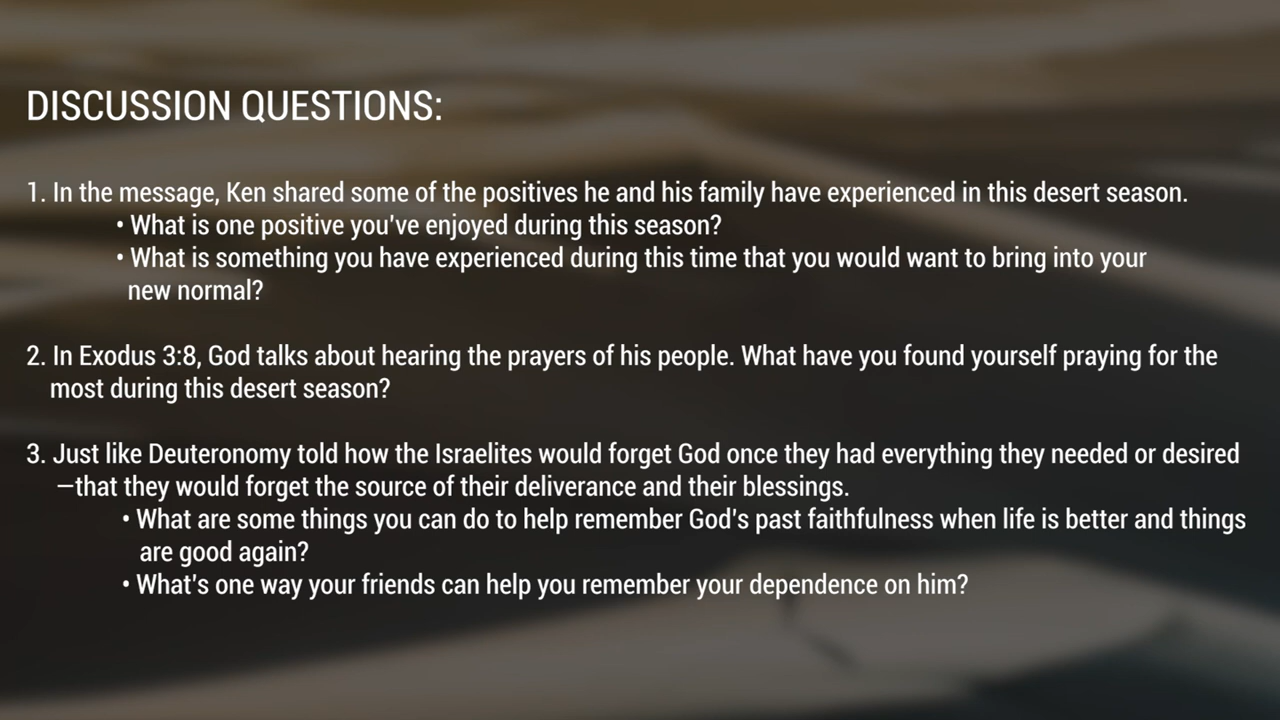 DISCUSSION QUESTIONS:
1. In the message, Ken shared some of the positives he and his family have experienced in this desert season.
• What is one positive you've enjoyed during this season?
• What is something you have experienced during this time that you would want to bring into your
new normal?
2. In Exodus 3:8, God talks about hearing the prayers of his people. What have you found yourself praying for the
most during this desert season?
3. Just like Deuteronomy told how the Israelites would forget God once they had everything they needed or desired
—that they would forget the source of their deliverance and their blessings.
• What are some things you can do to help remember God's past faithfulness when life is better and things
are good again?
• What's one way your friends can help you remember your dependence on him?